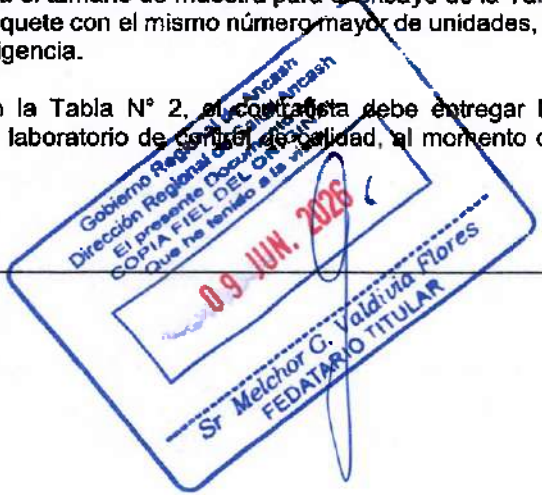 a el tamaño de muestra para el ensayo de la Ta
quete con el mismo número mayor de unidades,
igencia.
n la Tabla N° 2, el contratista debe entregar
laboratorio de control de calidad, al momento
Gobierno Regional de Ancash
Dirección Regional de Salud Ancash
El presente Documento es
COPIA FIEL DEL ORIGINAL
Que he tenido a la vista
09 JUN. 2026
Sr Melchor G. Valdivia Flores
FEDATARIO TITULAR